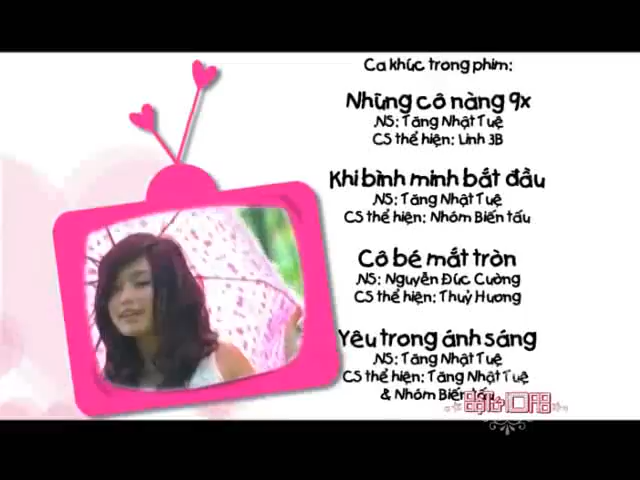 Ca khúc trong phim:
Những cô nàng 9x
NS: Tăng Nhật Tuệ
CS thể hiện: Linh 3B
Khi bình minh bắt đầu
NS: Tăng Nhật Tuệ
CS thể hiện: Nhóm Biến tấu
Cô bé mắt tròn
NS: Nguyễn Đức Cường
CS thể hiện: Thuỳ Hương
Yêu trong ánh sáng
NS: Tăng Nhật Tuệ
CS thể hiện: Tăng Nhật Tuệ
& Nhóm Biến tấu